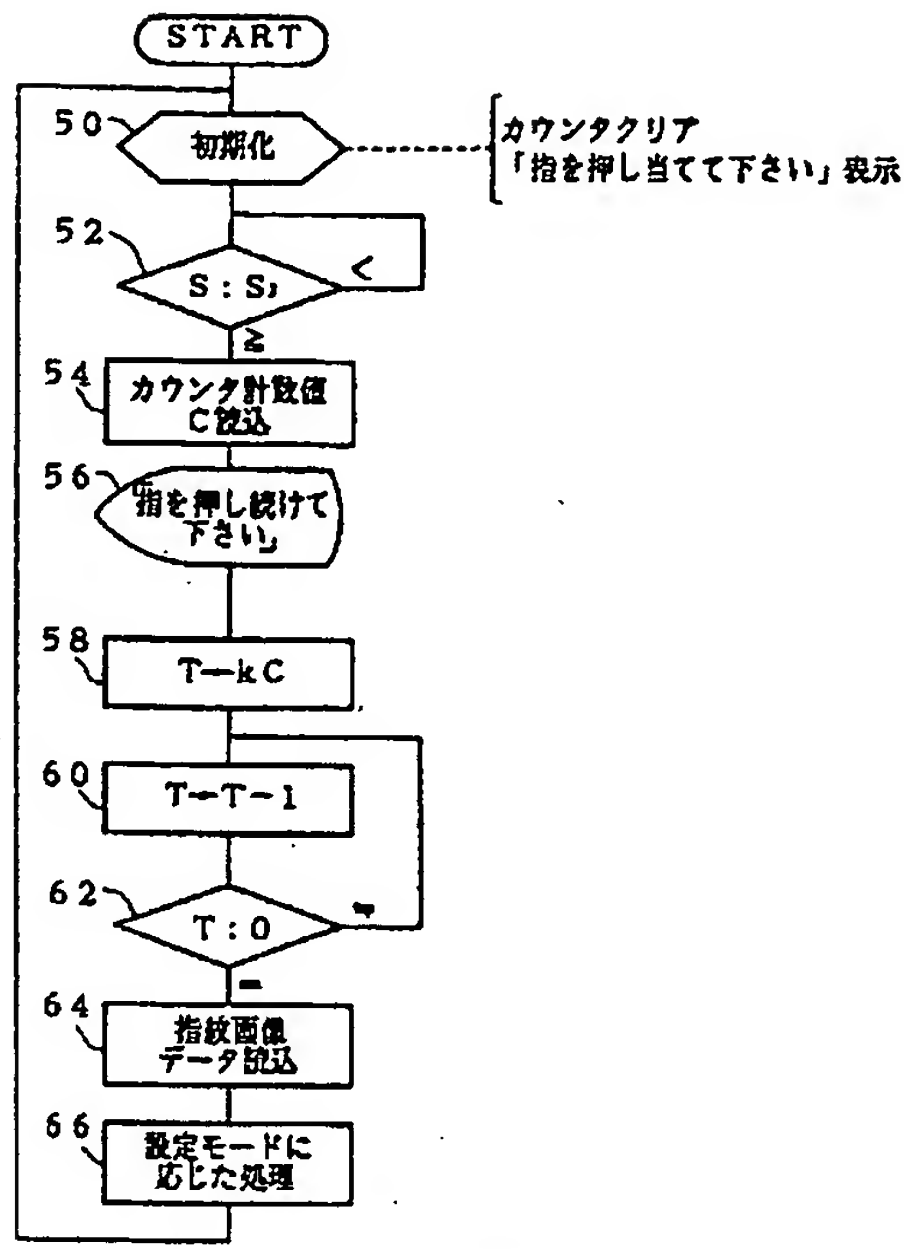 START
50
初期化
カウンタクリア
「指を押し当てて下さい」表示
52
<
≧
54
カウンタ計数値
C読込
56
「指を押し続けて
下さい」
58
T←kC
60
T←T-1
62
T:0
≠
=
64
指紋画像
データ読込
66
設定モードに
応じた処理